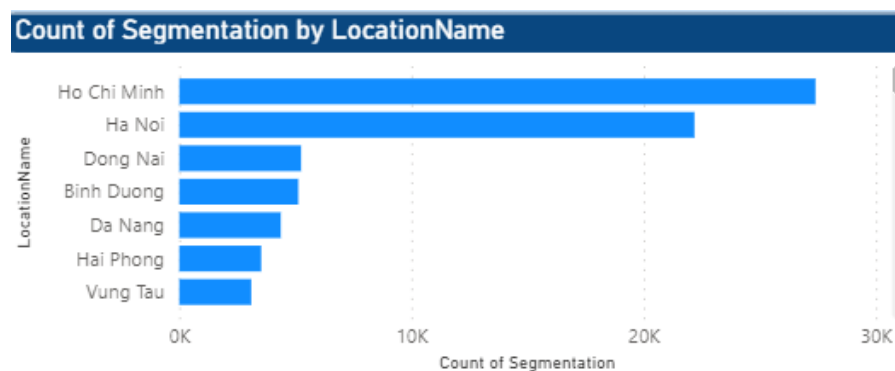 Count of Segmentation by LocationName
LocationName
Ho Chi Minh
Ha Noi
Dong Nai
Binh Duong
Da Nang
Hai Phong
Vung Tau
0K 10K 20K 30K
Count of Segmentation